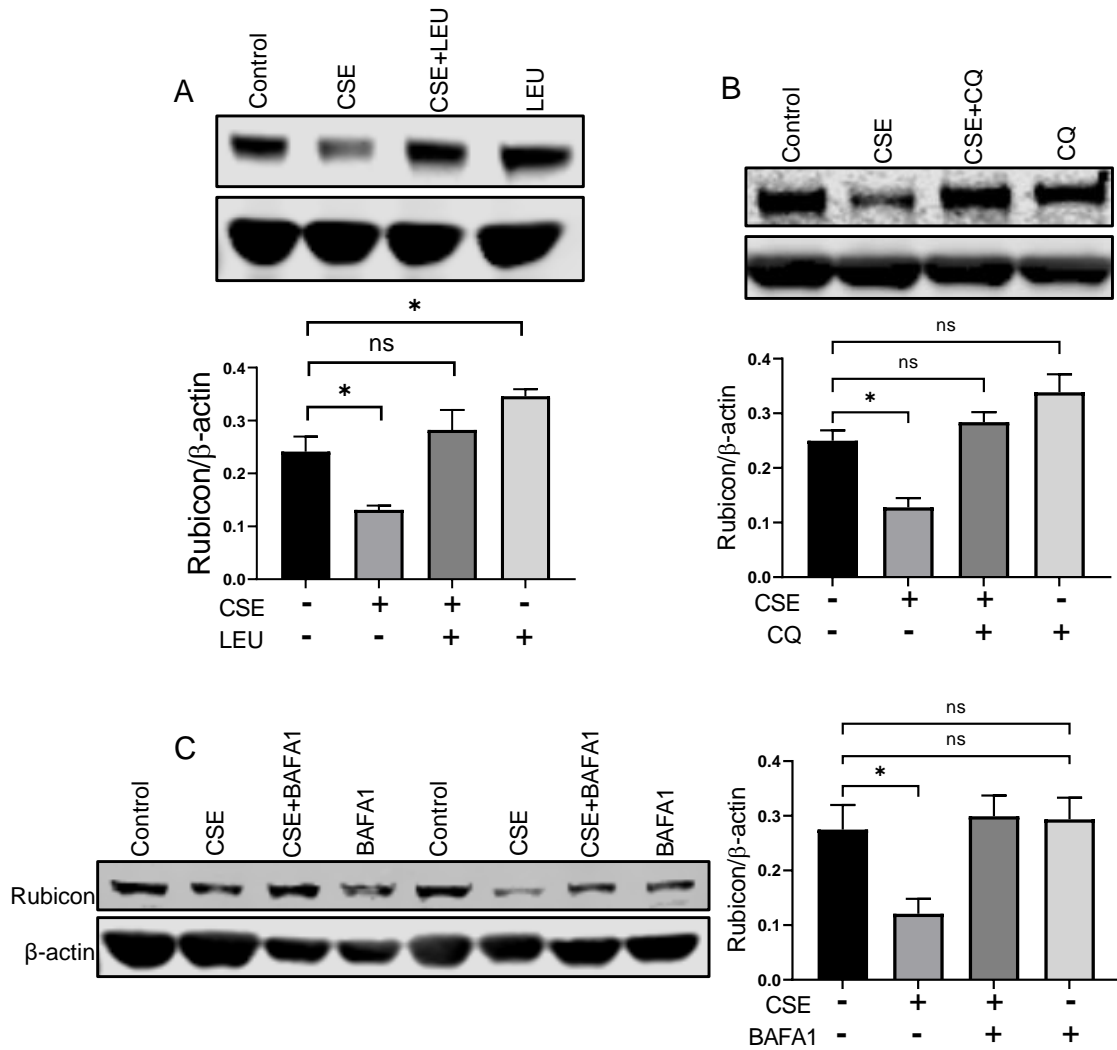 A
Control
CSE
CSE+LEU
LEU
*
ns
*
Rubicon/β-actin
0.4
0.3
0.2
0.1
0.0
CSE - + + -
LEU - - + +
B
Control
CSE
CSE+CQ
CQ
ns
ns
*
Rubicon/β-actin
0.4
0.3
0.2
0.1
0.0
CSE - + + -
CQ - - + +
C
Control
CSE
CSE+BAFA1
BAFA1
Control
CSE
CSE+BAFA1
BAFA1
Rubicon
β-actin
ns
ns
*
Rubicon/β-actin
0.4
0.3
0.2
0.1
0.0
CSE - + + -
BAFA1 - - + +